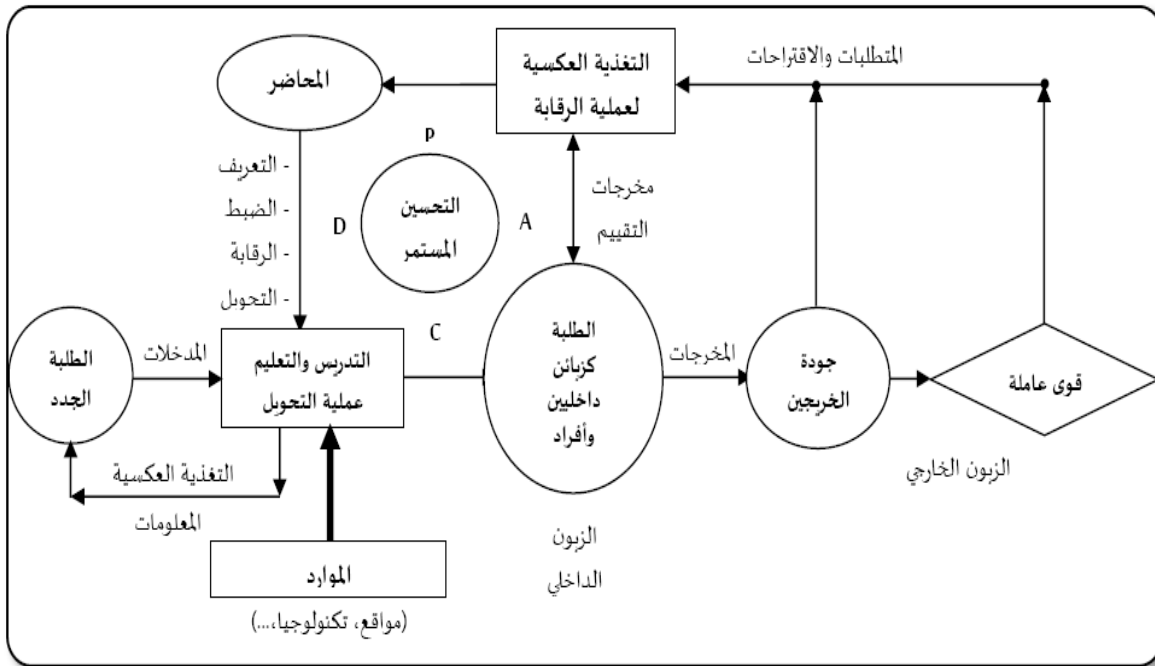 المتطلبات والاقتراحات
التغذية العكسية
لعملية الرقابة
المحاضر
P
التحسين
المستمر
D
A
C
مخرجات
التقييم
- التعريف
- الضبط
- الرقابة
- التحويل
الطلبة
الجدد
المدخلات
التدريس والتعليم
عملية التحويل
الطلبة
كزبائن
داخليين
وأفراد
المخرجات
جودة
الخريجين
قوى عاملة
الزبون الخارجي
التغذية العكسية
المعلومات
الزبون
الداخلي
الموارد
(مواقع، تكنولوجيا،...)